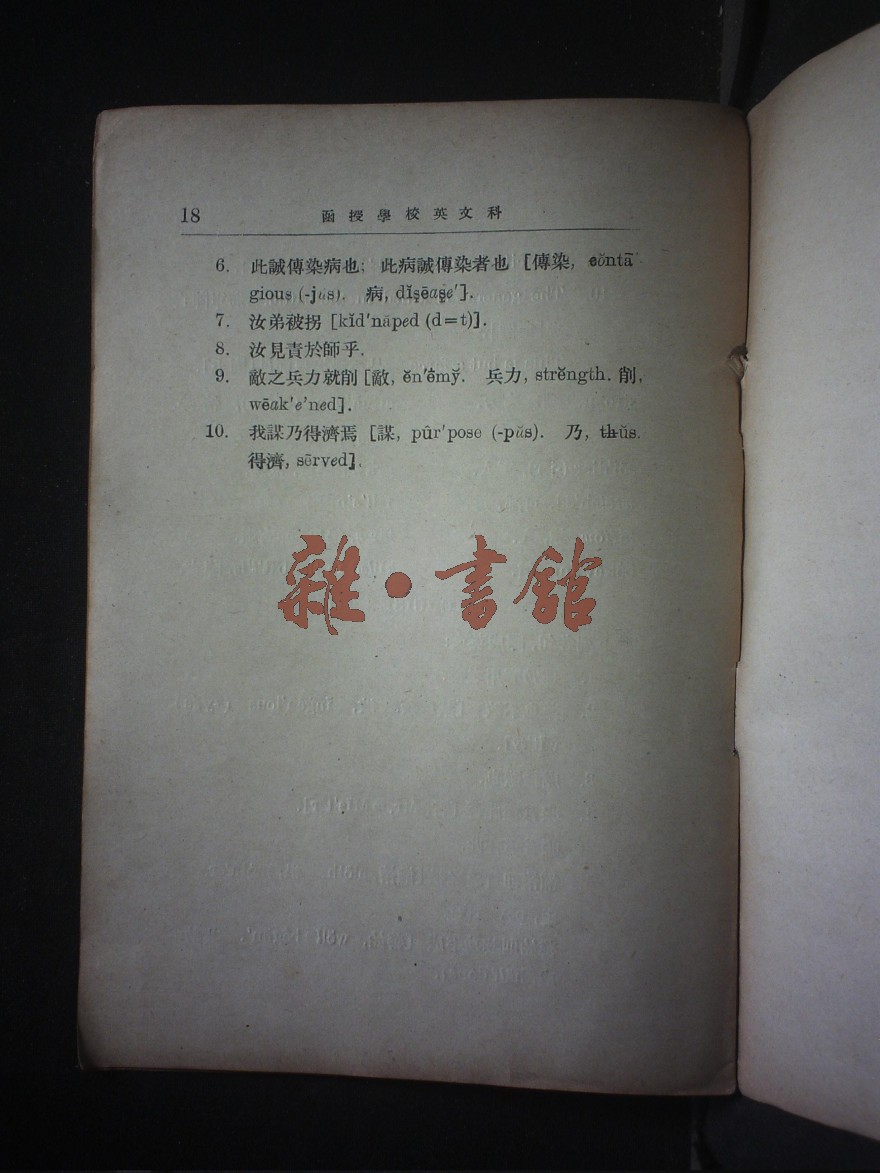 18 函授學校英文科
6. 此誠傳染病也; 此病誠傳染者也 [傳染, cŏntā′
gious (-jŭs). 病, dĭṣēaṣe′].
7. 汝弟被拐 [kĭd′năped (d=t)].
8. 汝見責於師乎.
9. 敵之兵力就削 [敵, ĕn′ĕmy̆. 兵力, strĕngth. 削,
wēak′e′ned].
10. 我謀乃得濟焉 [謀, pûr′pose (-pŭs). 乃, thŭs.
得濟, sẽrved].
雜•書館